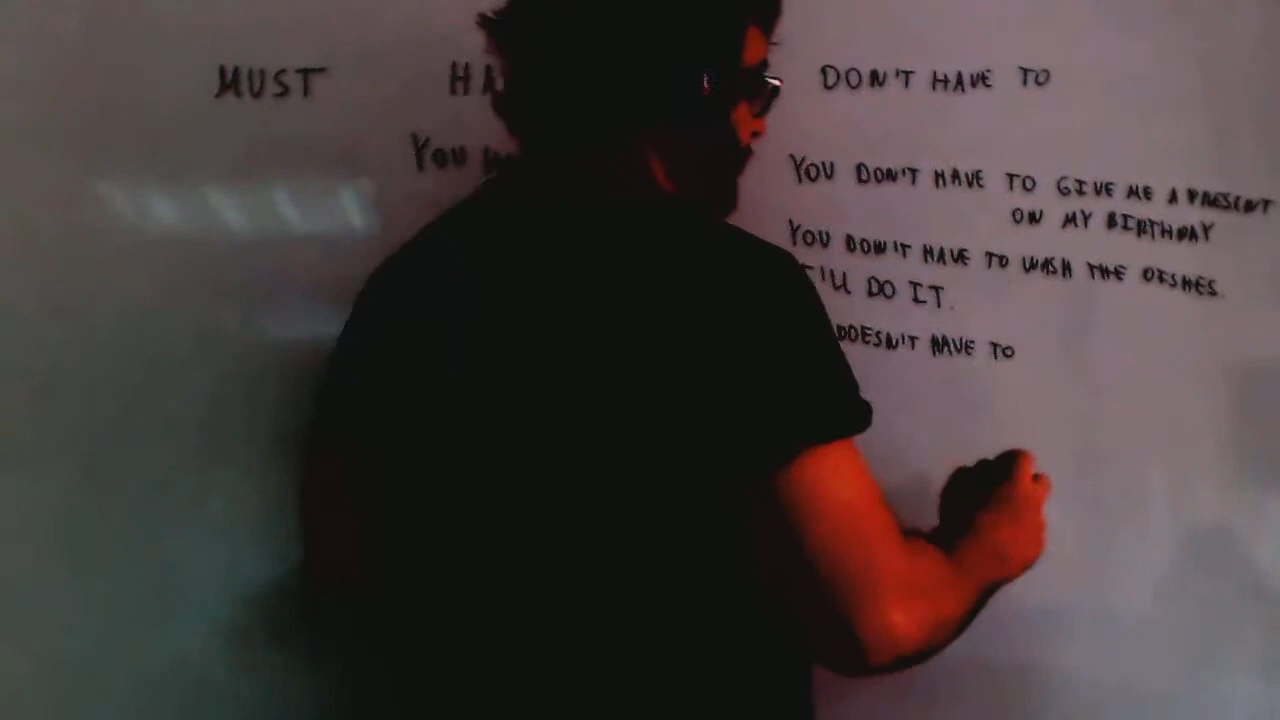 MUST
DON'T HAVE TO
YOU
YOU DON'T HAVE TO GIVE ME A PRESENT
ON MY BIRTHDAY
YOU DON'T HAVE TO WASH THE DISHES.
I'LL DO IT.
DOESN'T HAVE TO